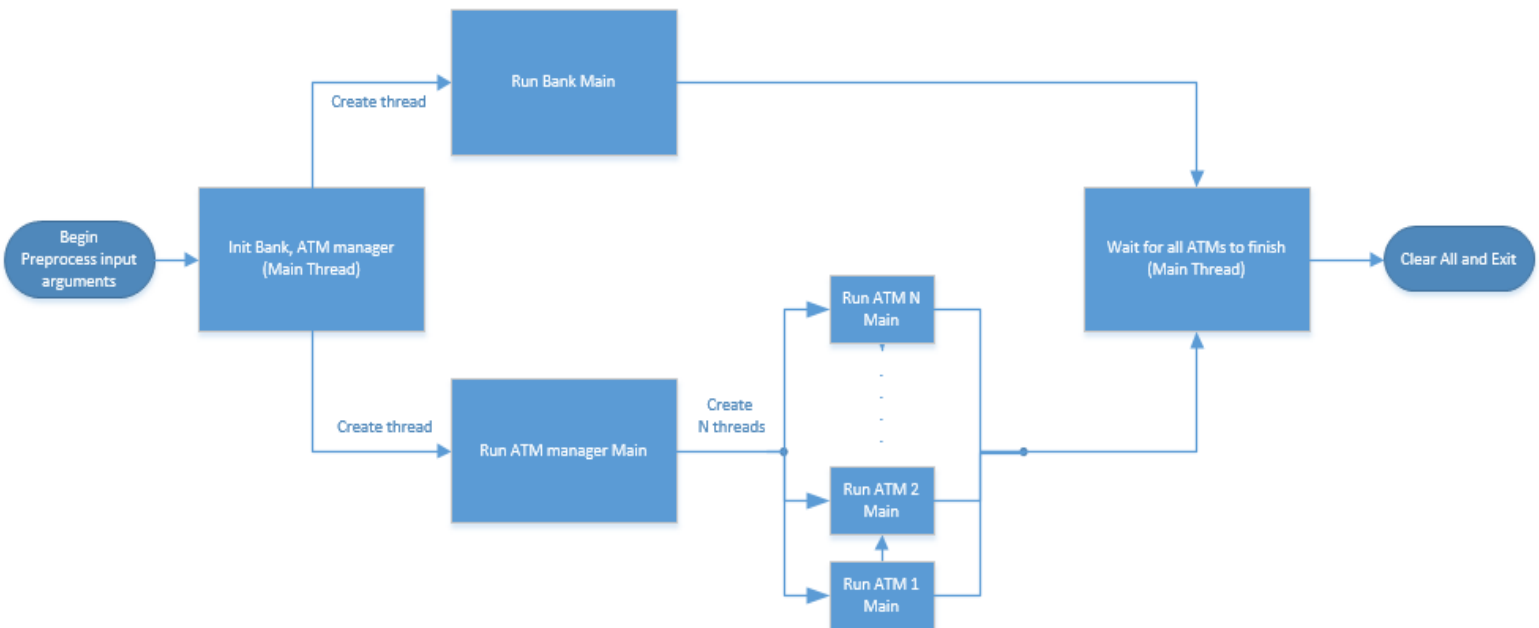 Run Bank Main
Create thread
Begin
Preprocess input
arguments
Init Bank, ATM manager
(Main Thread)
Wait for all ATMs to finish
(Main Thread)
Clear All and Exit
Create thread
Run ATM manager Main
Create
N threads
Run ATM N
Main
Run ATM 2
Main
Run ATM 1
Main